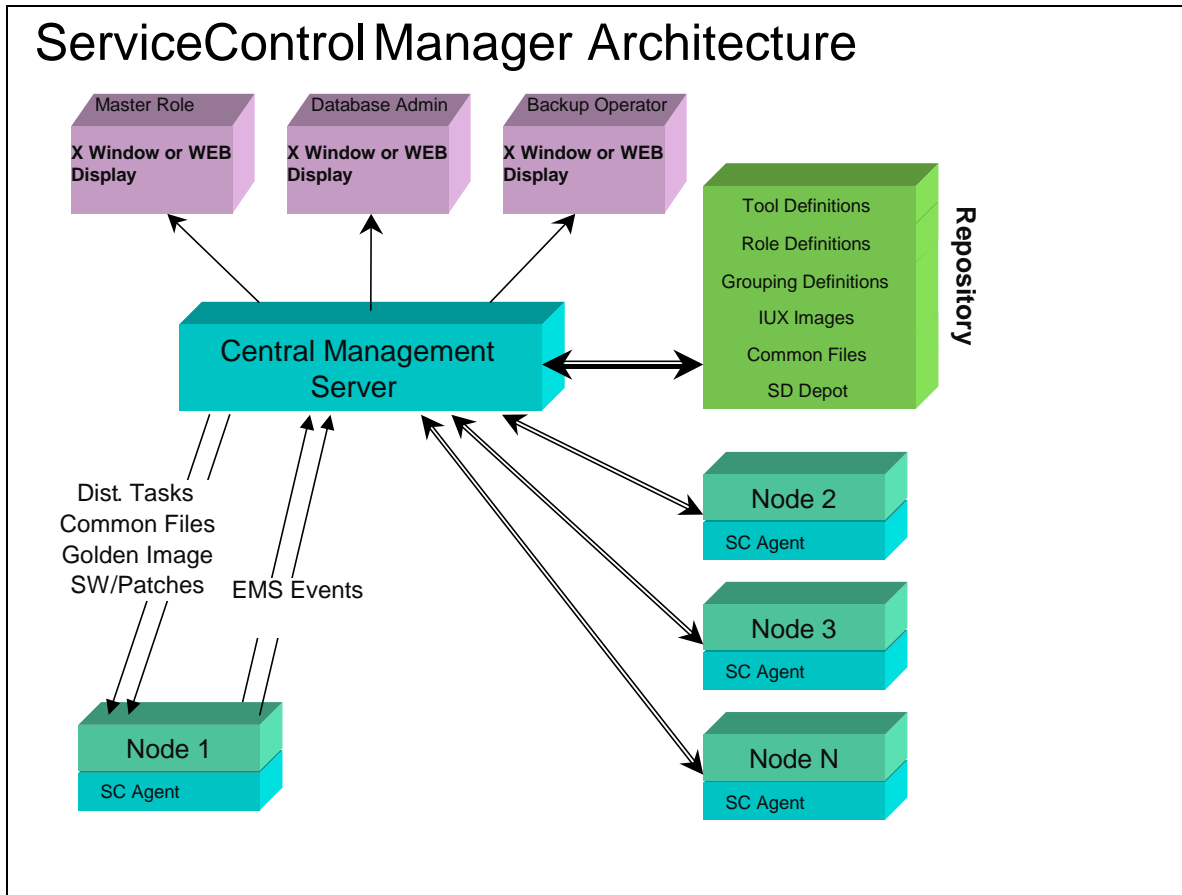 ServiceControl Manager Architecture
Master Role
X Window or WEB
Display
Database Admin
X Window or WEB
Display
Backup Operator
X Window or WEB
Display
Tool Definitions
Role Definitions
Grouping Definitions
IUX Images
Common Files
SD Depot
Repository
Central Management
Server
Dist. Tasks
Common Files
Golden Image
SW/Patches
EMS Events
Node 1
SC Agent
Node 2
SC Agent
Node 3
SC Agent
Node N
SC Agent